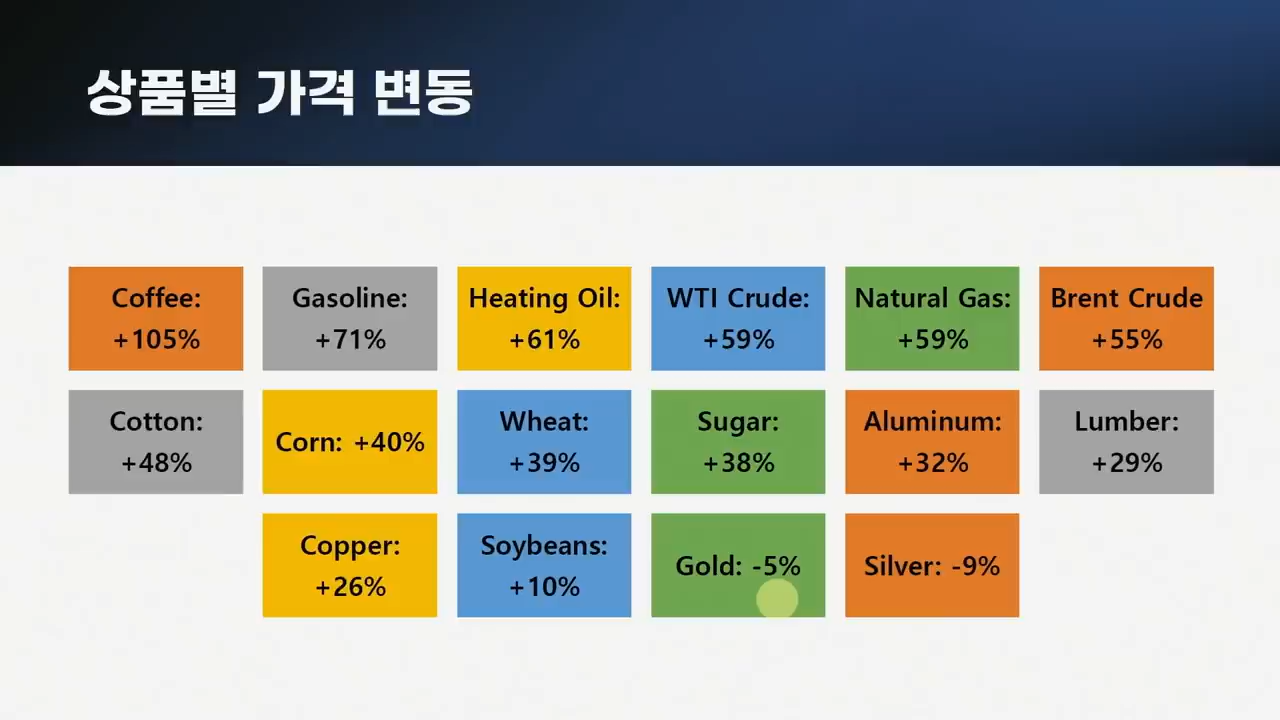 상품별 가격 변동
Coffee:
+105%
Gasoline:
+71%
Heating Oil:
+61%
WTI Crude:
+59%
Natural Gas:
+59%
Brent Crude
+55%
Cotton:
+48%
Corn: +40%
Wheat:
+39%
Sugar:
+38%
Aluminum:
+32%
Lumber:
+29%
Copper:
+26%
Soybeans:
+10%
Gold: -5%
Silver: -9%